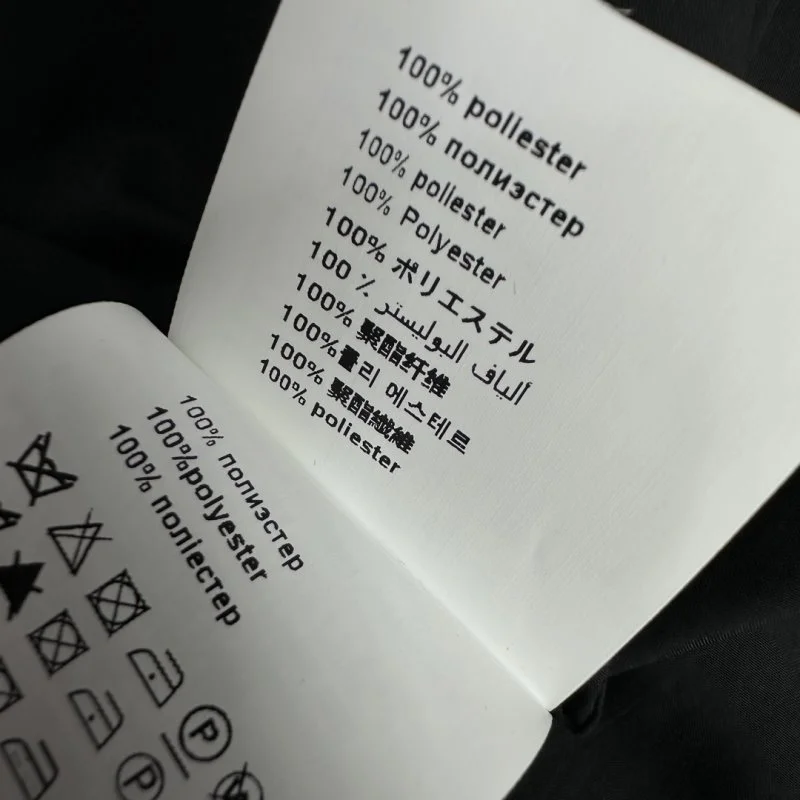 100% poliester
100% полиэстер
100% poliester
100% Polyester
100% ポリエステル
100 ٪ ألياف البوليستر
100% 聚酯纤维
100% 폴리 에스테르
100% 聚酯纖維
100% poliester
100% полиэстер
100%polyester
100% поліестер
P
P
W